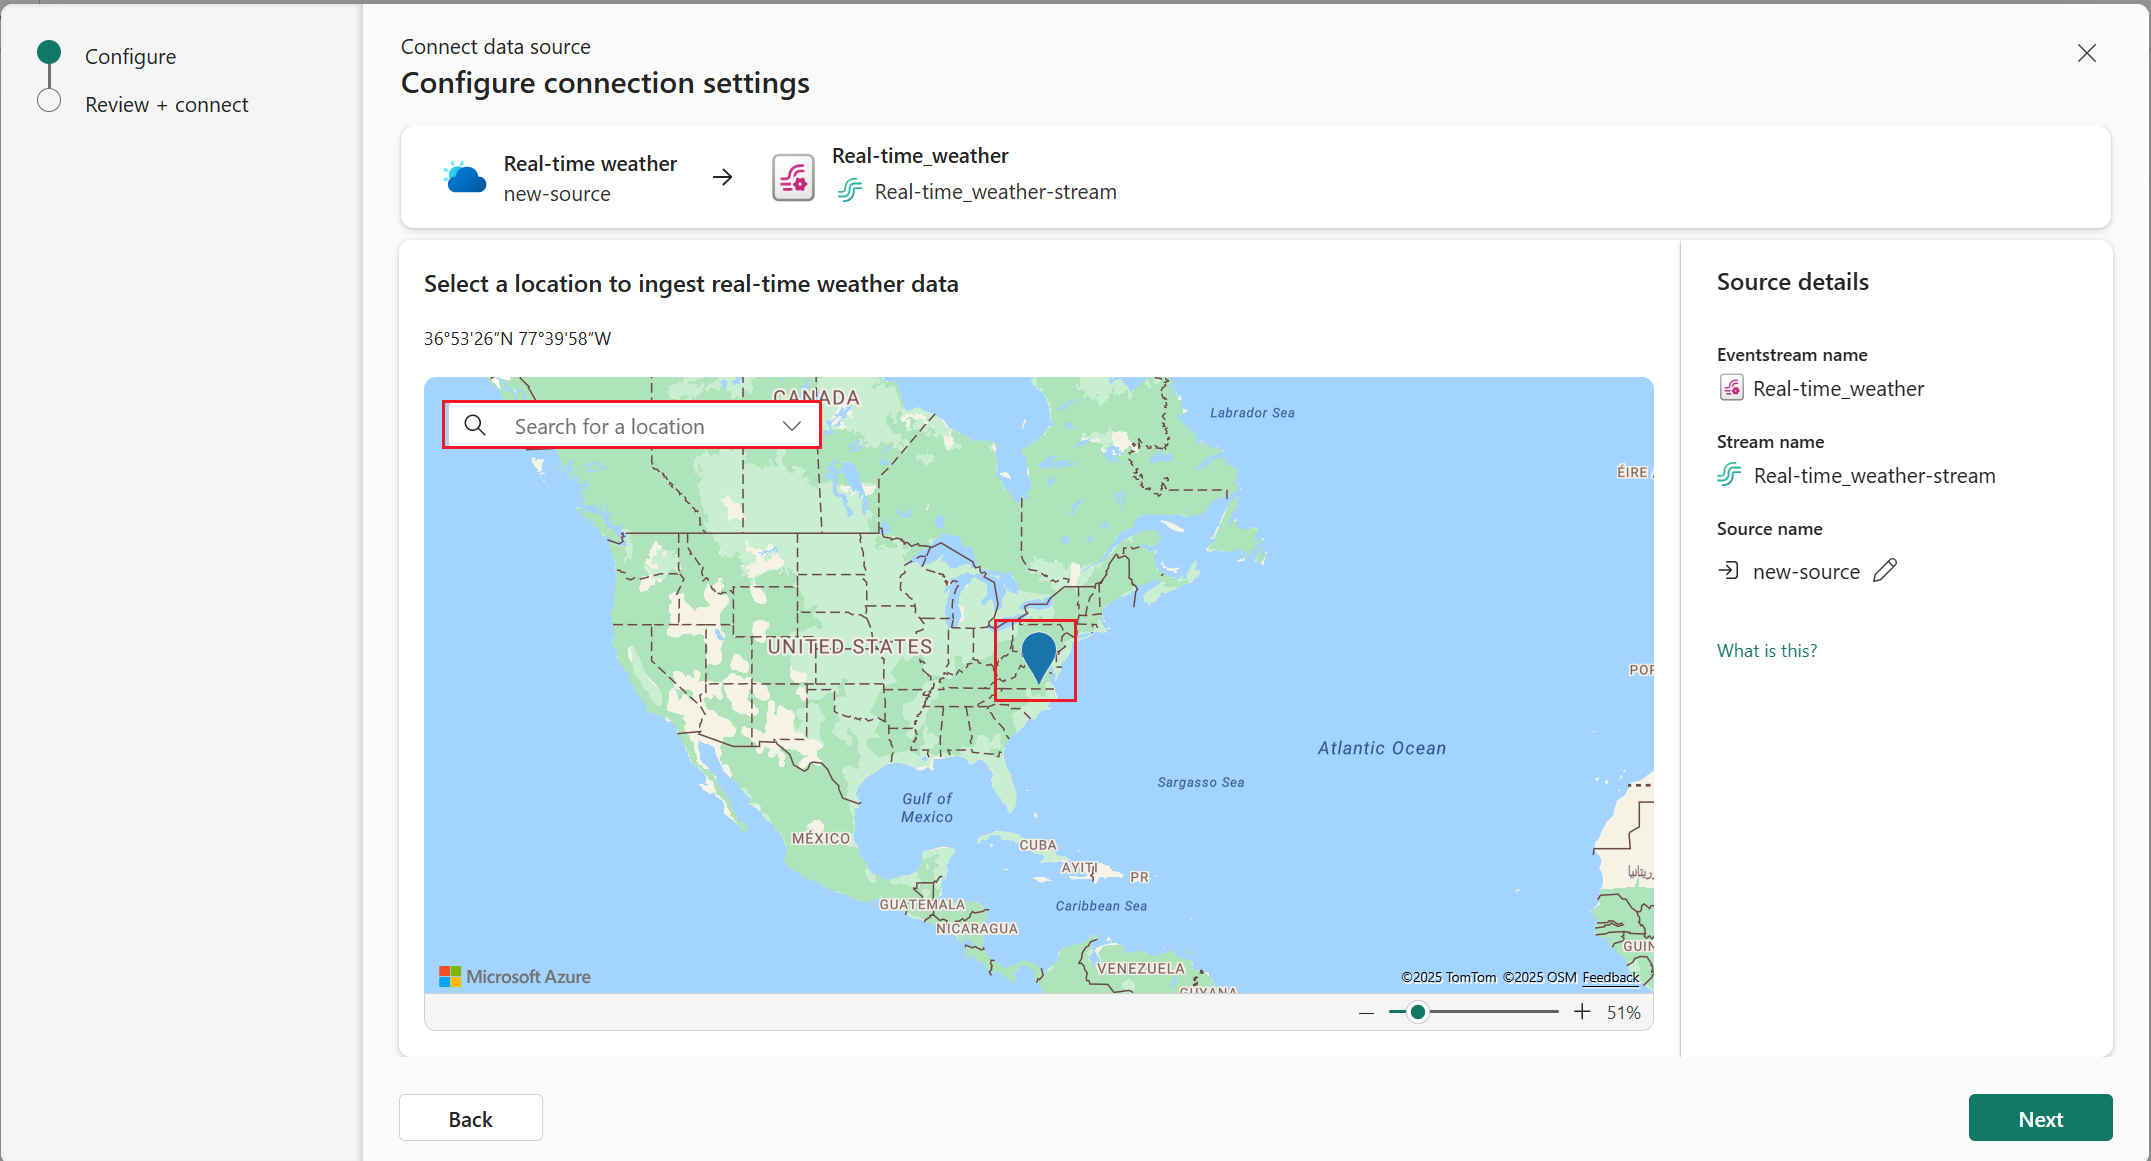 Configure
Review + connect
Connect data source
Configure connection settings
Real-time weather
new-source
Real-time_weather
Real-time_weather-stream
Select a location to ingest real-time weather data
36°53'26"N 77°39'58"W
CANADA
Search for a location
Labrador Sea
ÉIRE
UNITED STATES
POR
Atlantic Ocean
Sargasso Sea
Gulf of
Mexico
MÉXICO
CUBA
AYITI
PR
GUATEMALA
Caribbean Sea
NICARAGUA
GUIN
VENEZUELA
GUYANA
Microsoft Azure
©2025 TomTom ©2025 OSM Feedback
51%
Source details
Eventstream name
Real-time_weather
Stream name
Real-time_weather-stream
Source name
new-source
What is this?
Back
Next